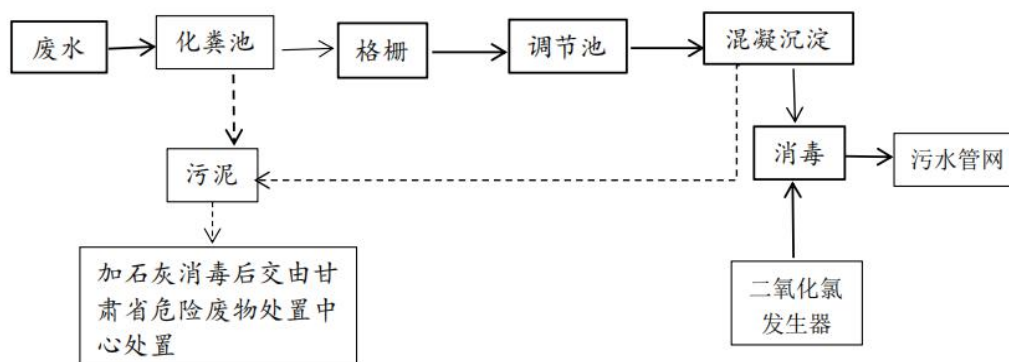 废水
化粪池
格栅
调节池
混凝沉淀
污泥
消毒
污水管网
加石灰消毒后交由甘
肃省危险废物处置中
心处置
二氧化氯
发生器